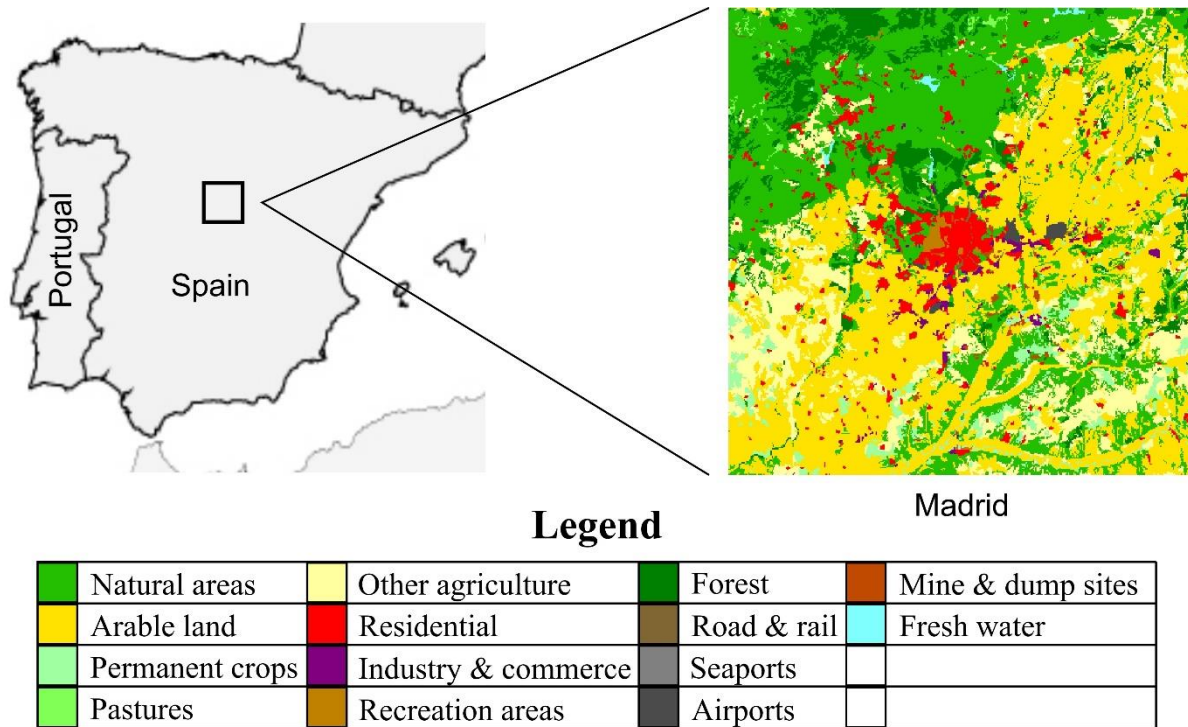 Portugal
Spain
Madrid
Legend
Natural areas Other agriculture Forest Mine & dump sites
Arable land Residential Road & rail Fresh water
Permanent crops Industry & commerce Seaports
Pastures Recreation areas Airports